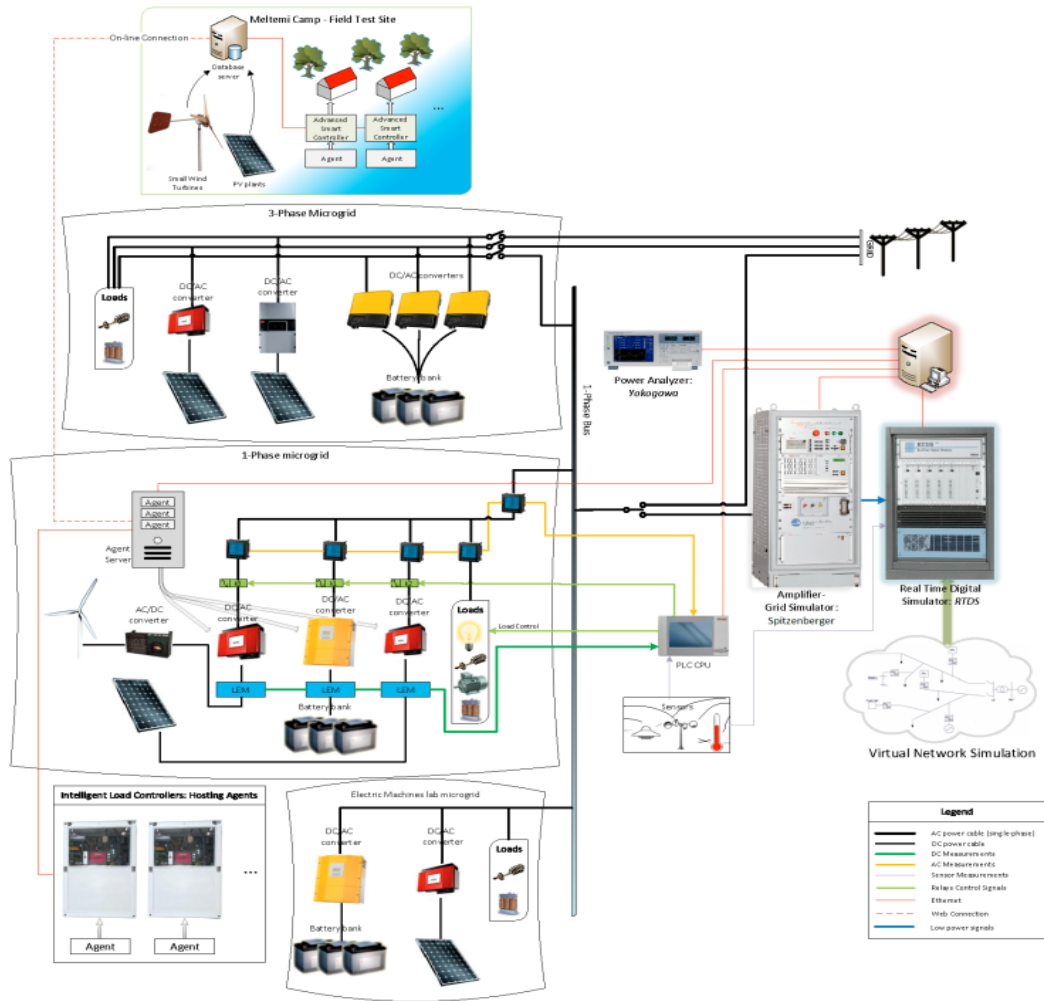 Meltemi Camp - Field Test Site
On-line Connection
Database
server
Advanced
Smart
Controller
Advanced
Smart
Controller
...
Agent
Agent
Small Wind
Turbines
PV plants
3-Phase Microgrid
GRID
Loads
DC/AC
converter
DC/AC
converter
DC/AC converters
Battery bank
1-Phase Bus
Power Analyzer:
Yokogawa
1-Phase microgrid
Agent
Agent
Agent
Agent
Server
AC/DC
converter
DC/AC
converter
DC/AC
converter
DC/AC
converter
Loads
Load Control
PLC CPU
LEM
LEM
LEM
Battery bank
Sensors
Amplifier-
Grid Simulator:
Spitzenberger
Real Time Digital
Simulator: RTDS
Virtual Network Simulation
Intelligent Load Controllers: Hosting Agents
...
Agent
Agent
Electric Machines lab microgrid
DC/AC
converter
DC/AC
converter
Loads
Battery bank
Legend
AC power cable (single-phase)
DC power cable
DC Measurements
AC Measurements
Sensor Measurements
Relays Control Signals
Ethernet
Web Connection
Low power signals